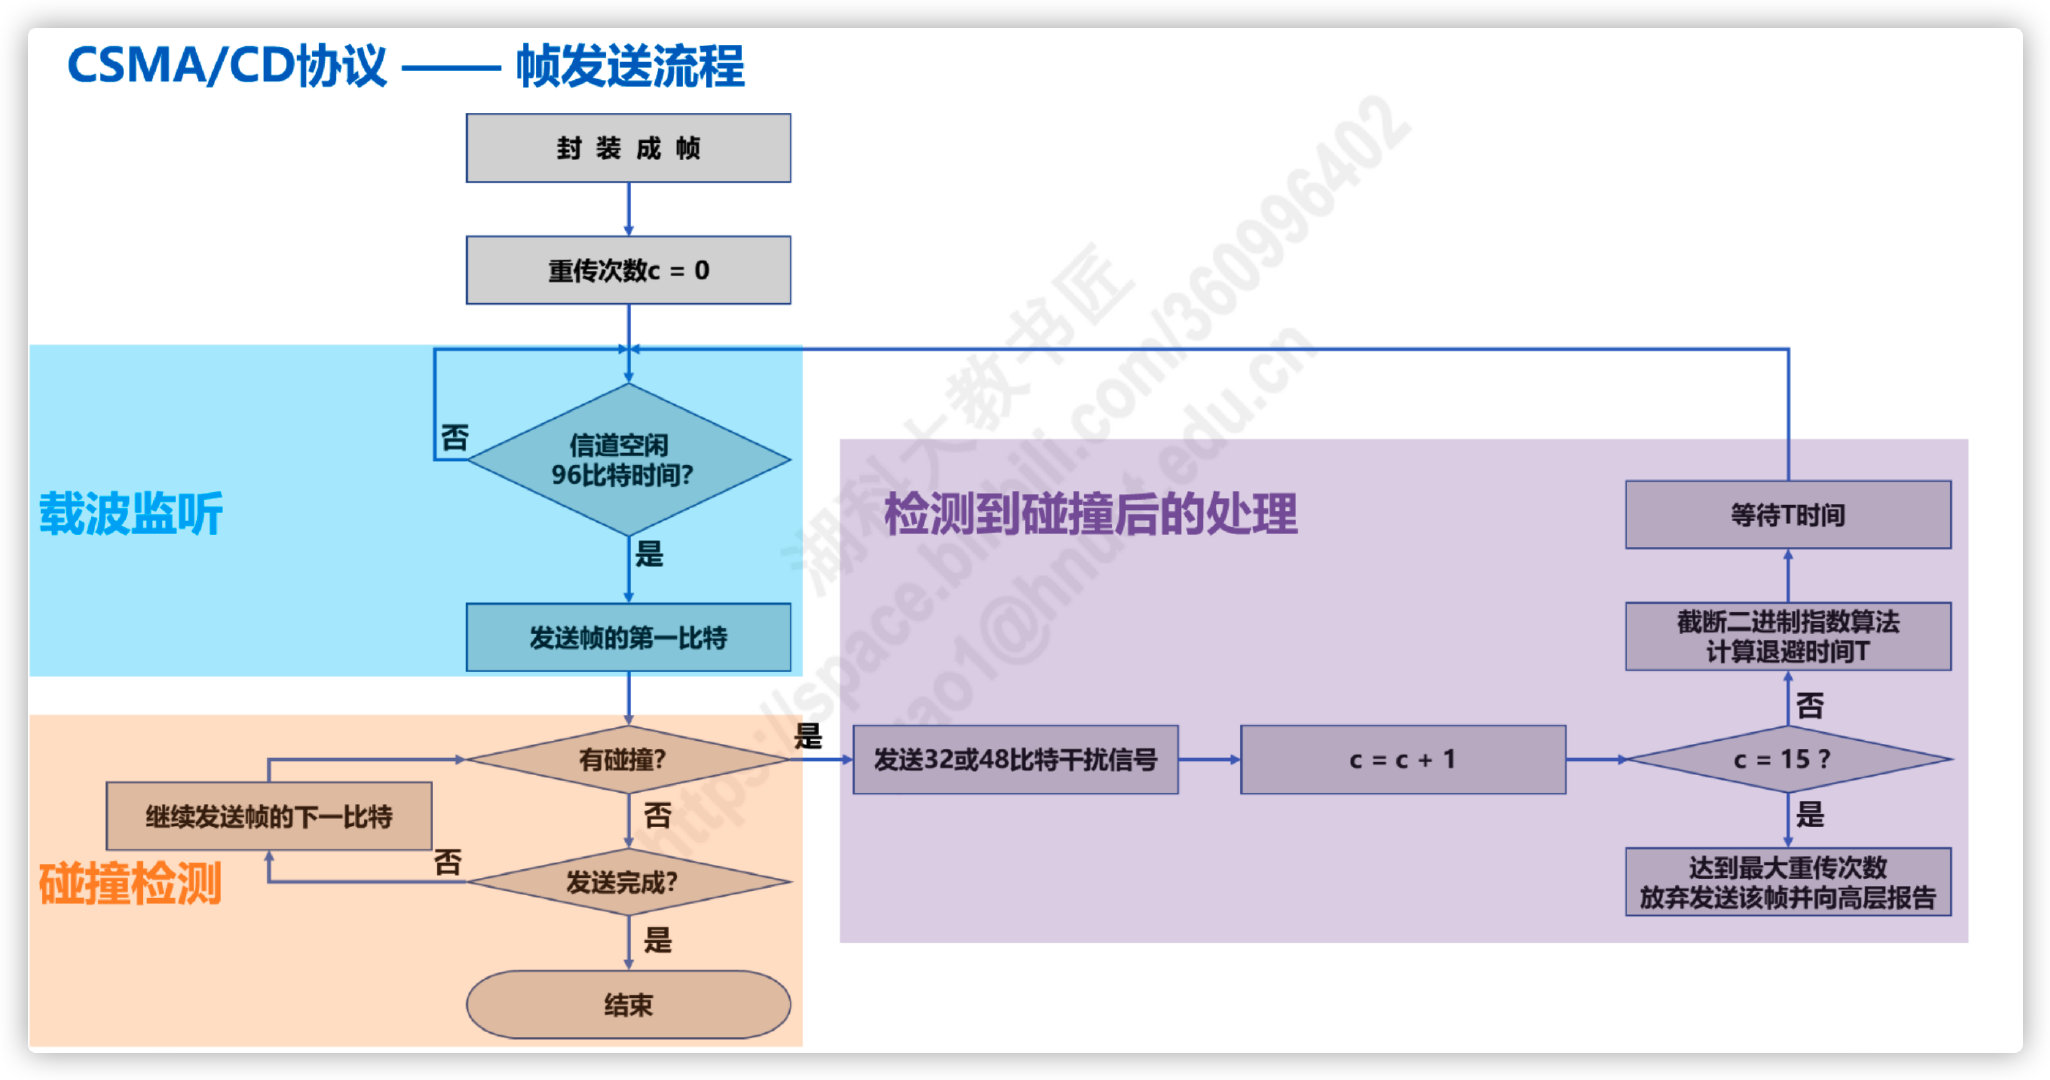 CSMA/CD协议 —— 帧发送流程
封 装 成 帧
重传次数c = 0
信道空闲
96比特时间?
否
是
载波监听
发送帧的第一比特
有碰撞?
是
否
继续发送帧的下一比特
碰撞检测
发送完成?
否
是
结束
检测到碰撞后的处理
发送32或48比特干扰信号
c = c + 1
c = 15 ?
否
是
截断二进制指数算法
计算退避时间T
等待T时间
达到最大重传次数
放弃发送该帧并向高层报告
湖科大教书匠
https://space.bilibili.com/360996402